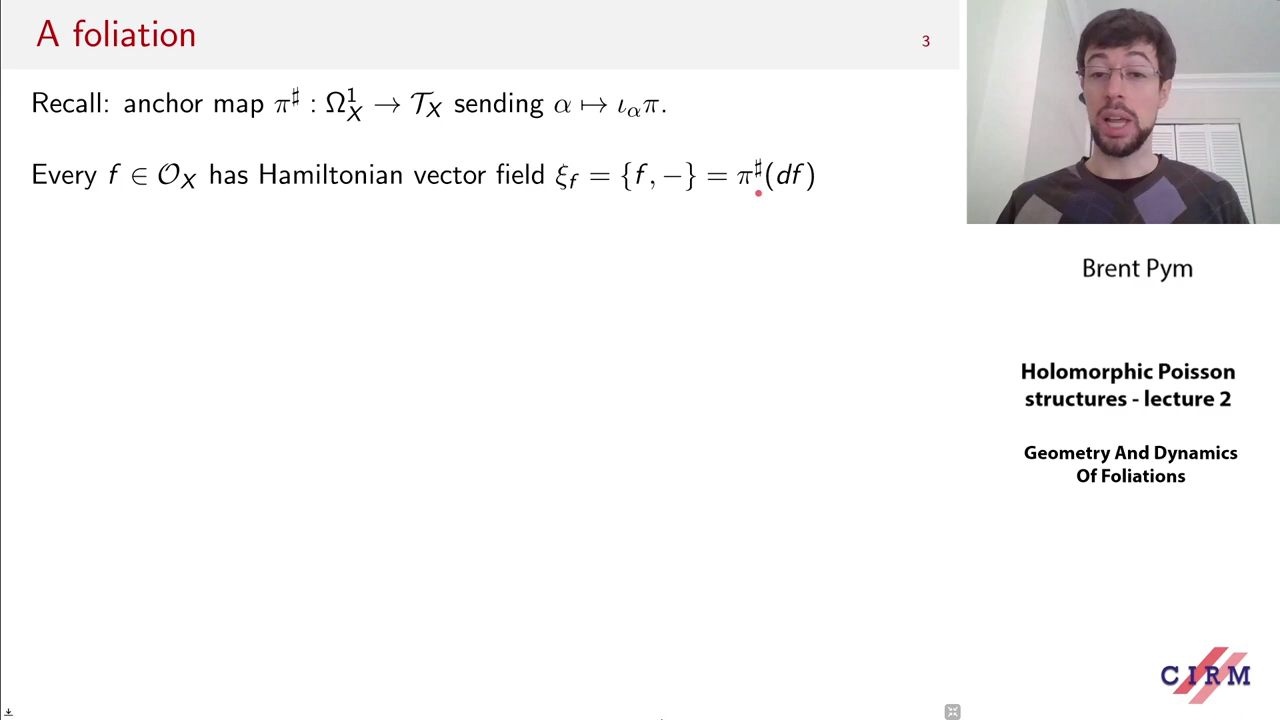 A foliation
3
Recall: anchor map π♯ : Ω¹_X → 𝒯_X sending α ↦ ι_απ.
Every f ∈ 𝒪_X has Hamiltonian vector field ξ_f = {f, −} = π♯(df)
Brent Pym
Holomorphic Poisson
structures - lecture 2
Geometry And Dynamics
Of Foliations
CIRM